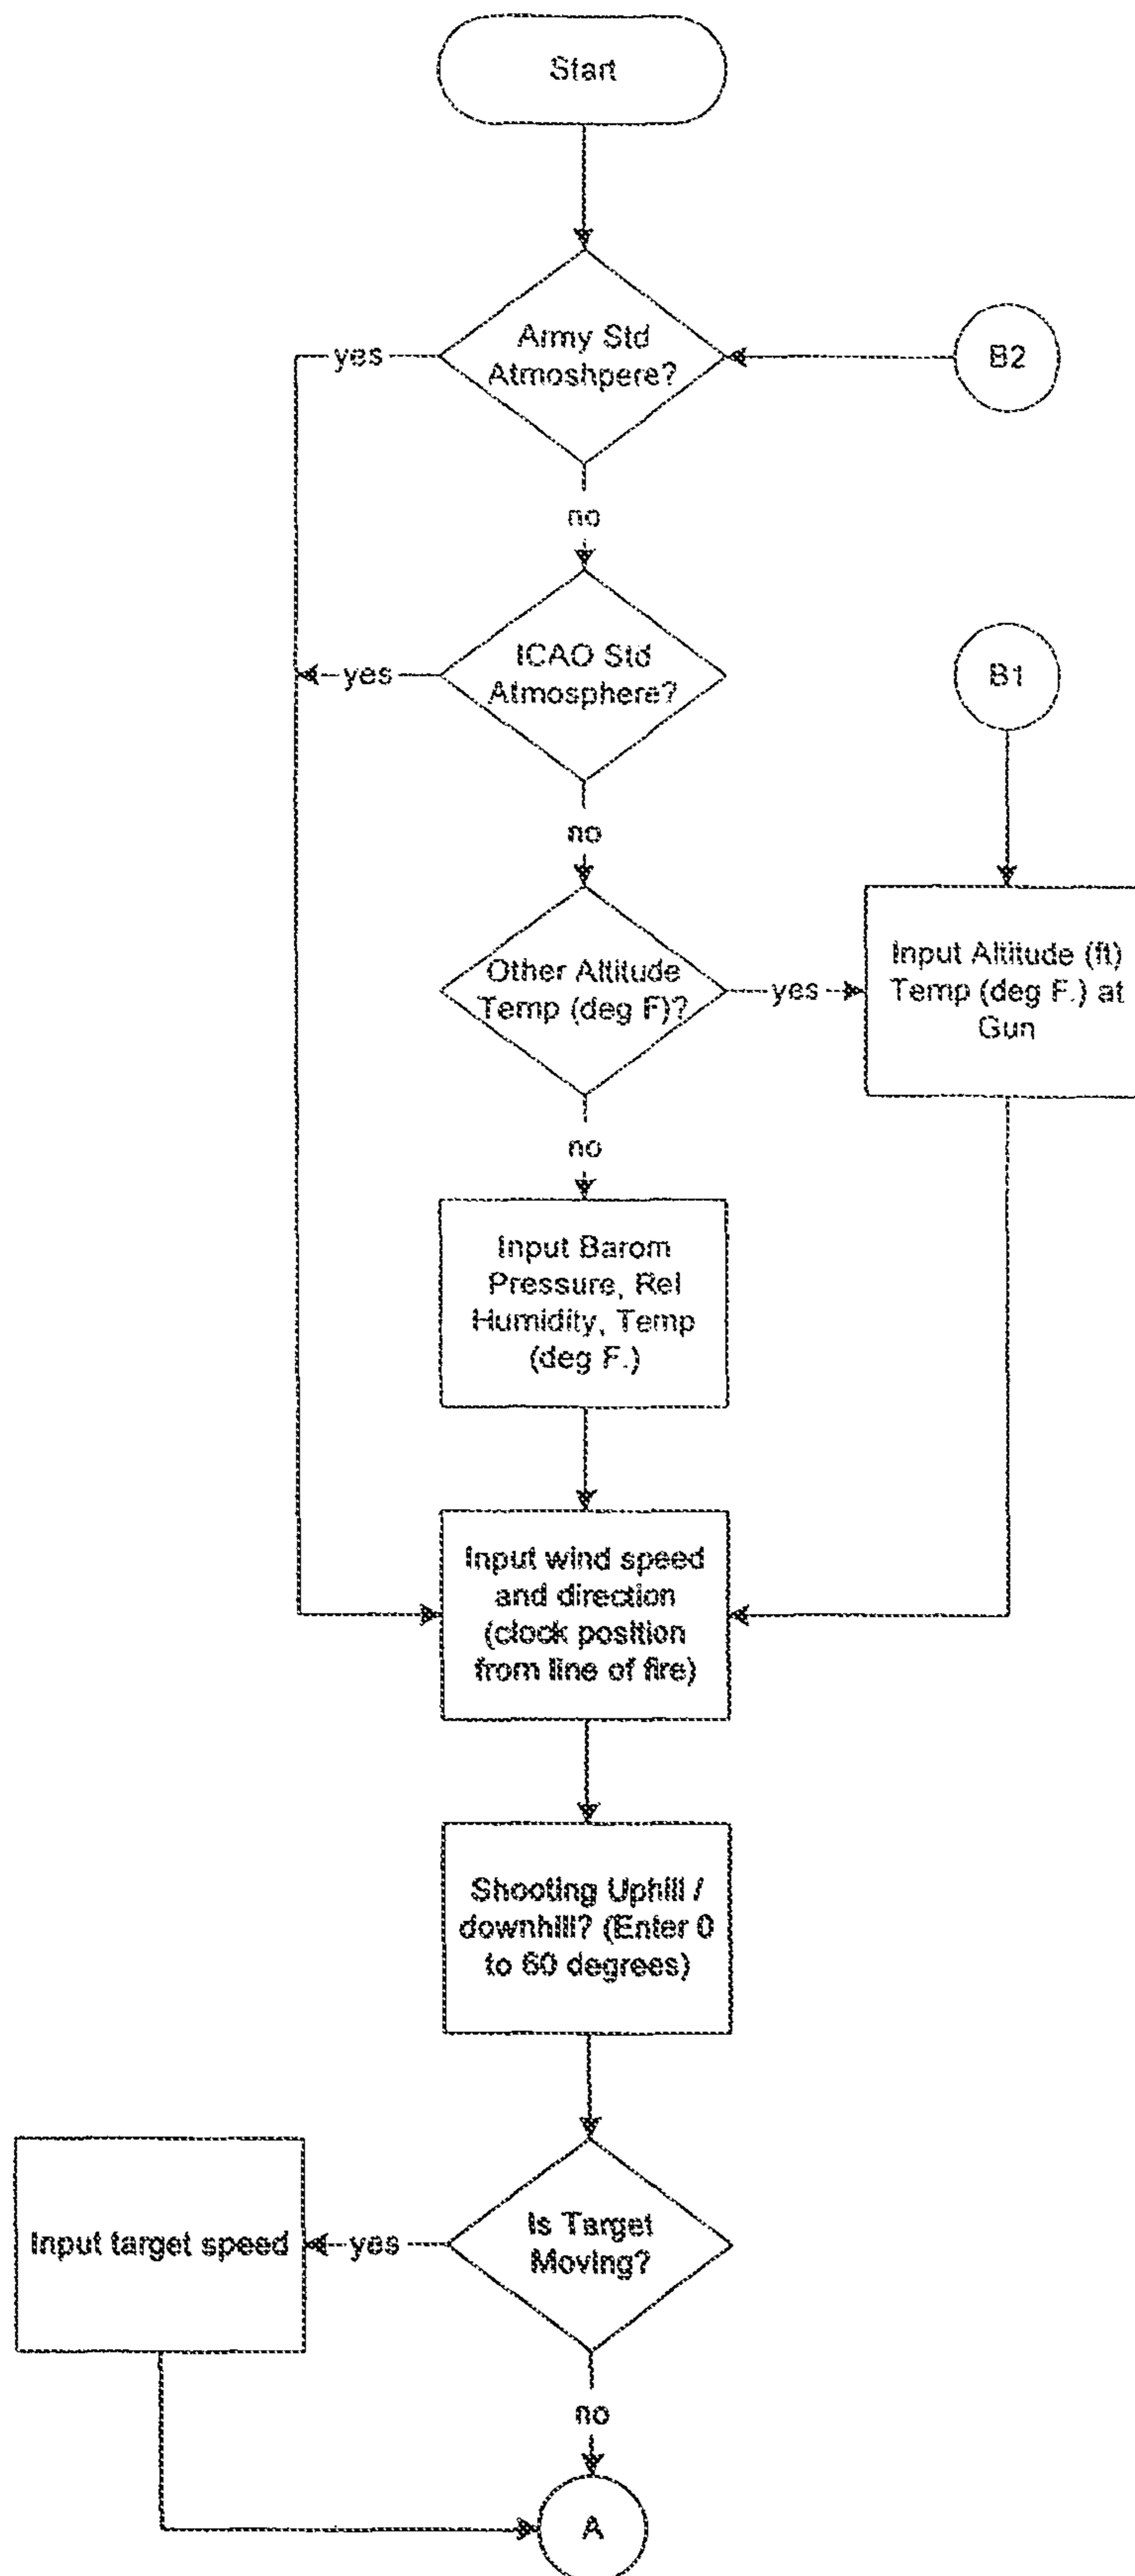 Start
Army Std
Atmoshpere?
yes
B2
no
ICAO Std
Atmosphere?
yes
B1
no
Other Altitude
Temp (deg F)?
yes
Input Altitude (ft)
Temp (deg F.) at
Gun
no
Input Barom
Pressure, Rel
Humidity, Temp
(deg F.)
Input wind speed
and direction
(clock position
from line of fire)
Shooting Uphill /
downhill? (Enter 0
to 60 degrees)
Is Target
Moving?
yes
Input target speed
no
A